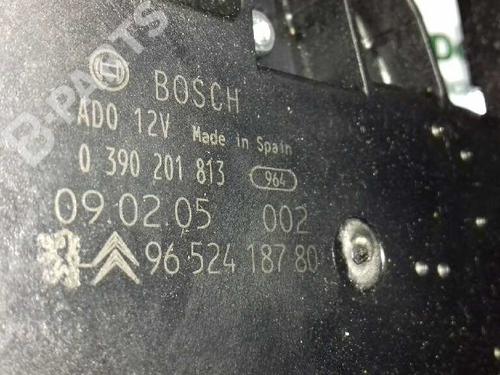 BOSCH
AD0 12V Made in Spain
0 390 201 813 964
09.02.05 002
96 524 187 80
B-PARTS